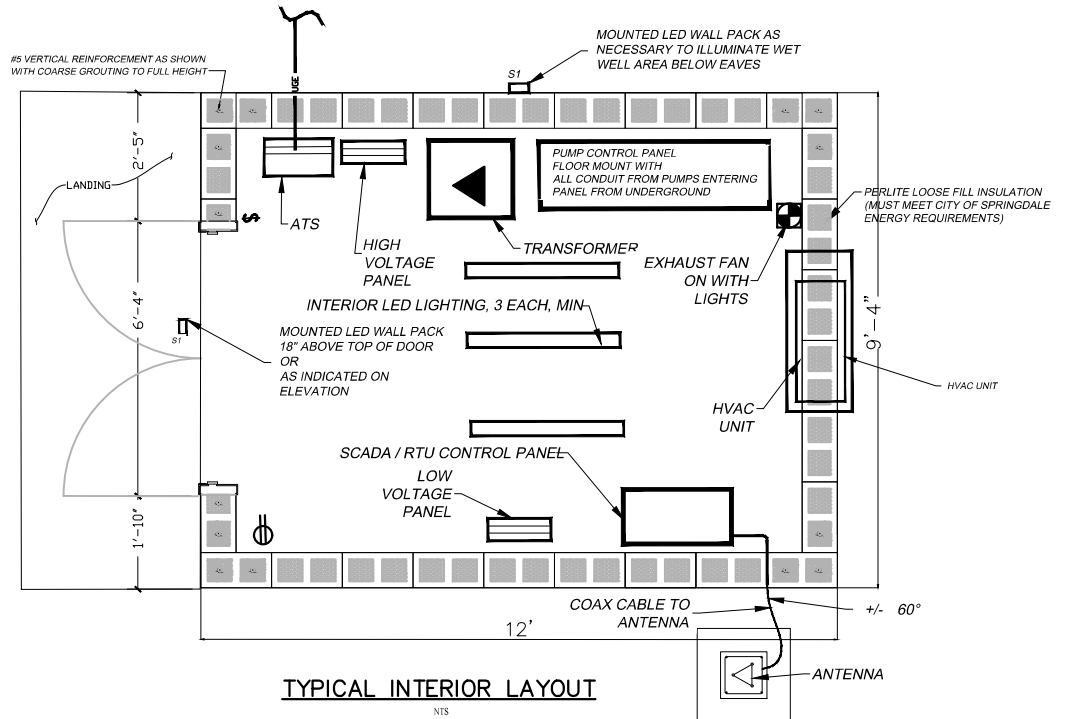 #5 VERTICAL REINFORCEMENT AS SHOWN
WITH COARSE GROUTING TO FULL HEIGHT
UGE
S1
MOUNTED LED WALL PACK AS
NECESSARY TO ILLUMINATE WET
WELL AREA BELOW EAVES
2'-5"
LANDING
ATS
HIGH
VOLTAGE
PANEL
TRANSFORMER
PUMP CONTROL PANEL
FLOOR MOUNT WITH
ALL CONDUIT FROM PUMPS ENTERING
PANEL FROM UNDERGROUND
PERLITE LOOSE FILL INSULATION
(MUST MEET CITY OF SPRINGDALE
ENERGY REQUIREMENTS)
$
EXHAUST FAN
ON WITH
LIGHTS
INTERIOR LED LIGHTING, 3 EACH, MIN
6'-4"
S1
MOUNTED LED WALL PACK
18" ABOVE TOP OF DOOR
OR
AS INDICATED ON
ELEVATION
9'-4"
HVAC UNIT
HVAC
UNIT
SCADA / RTU CONTROL PANEL
LOW
VOLTAGE
PANEL
1'-10"
COAX CABLE TO
ANTENNA
+/- 60°
12'
ANTENNA
TYPICAL INTERIOR LAYOUT
NTS